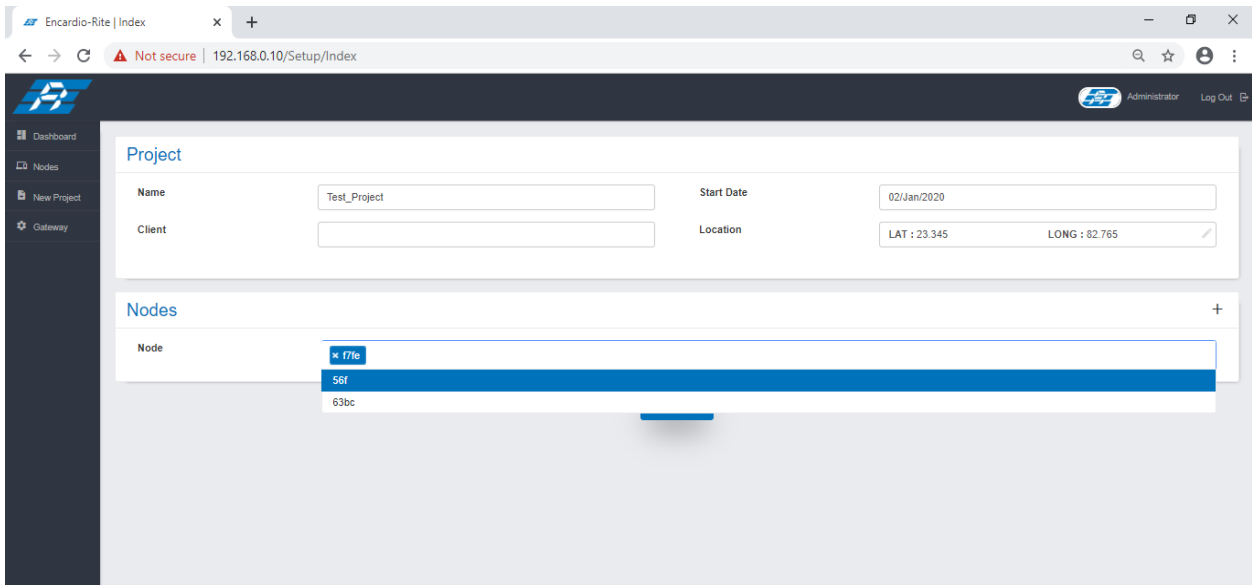 Encardio-Rite | Index
Not secure | 192.168.0.10/Setup/Index
Administrator Log Out
Dashboard
Nodes
New Project
Gateway
Project
Name Test_Project Start Date 02/Jan/2020
Client Location LAT : 23.345 LONG : 82.765
Nodes +
Node × f7fe
56f
63bc